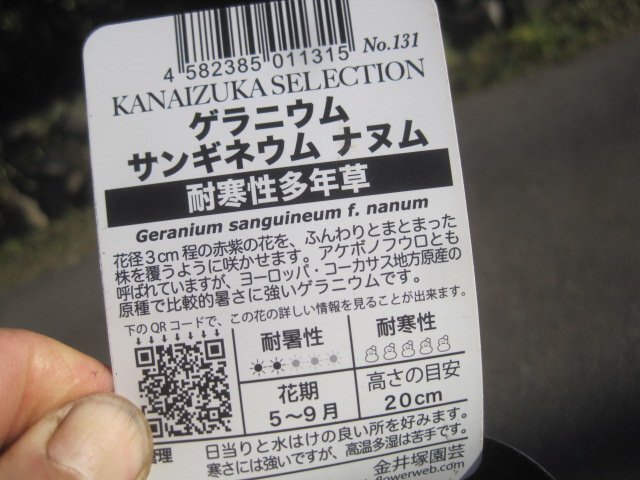 4 582385 011315 No.131
KANAIZUKA SELECTION
ゲラニウム
サンギネウム ナヌム
耐寒性多年草
Geranium sanguineum f. nanum
花径3cm程の赤紫の花を、ふんわりとまとまった
株を覆うように咲かせます。アケボノフウロとも
呼ばれていますが、ヨーロッパ・コーカサス地方原産の
原種で比較的暑さに強いゲラニウムです。
下のQRコードで、この花の詳しい情報を見ることが出来ます。
耐暑性
耐寒性
花期
5～9月
高さの目安
20cm
理
日当りと水はけの良い所を好みます。
寒さには強いですが、高温多湿は苦手です。
金井塚園芸
flowerweb.com